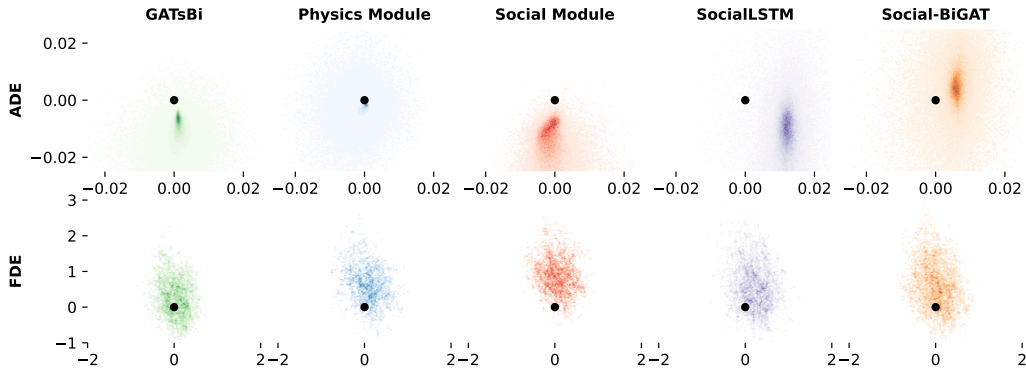 GATsBi Physics Module Social Module SocialLSTM Social-BiGAT
ADE
0.02
0.00
−0.02
−0.02 0.00 0.02 −0.02 0.00 0.02 −0.02 0.00 0.02 −0.02 0.00 0.02 −0.02 0.00 0.02
FDE
3
2
1
0
−1
−2 0 2 −2 0 2 −2 0 2 −2 0 2 −2 0 2